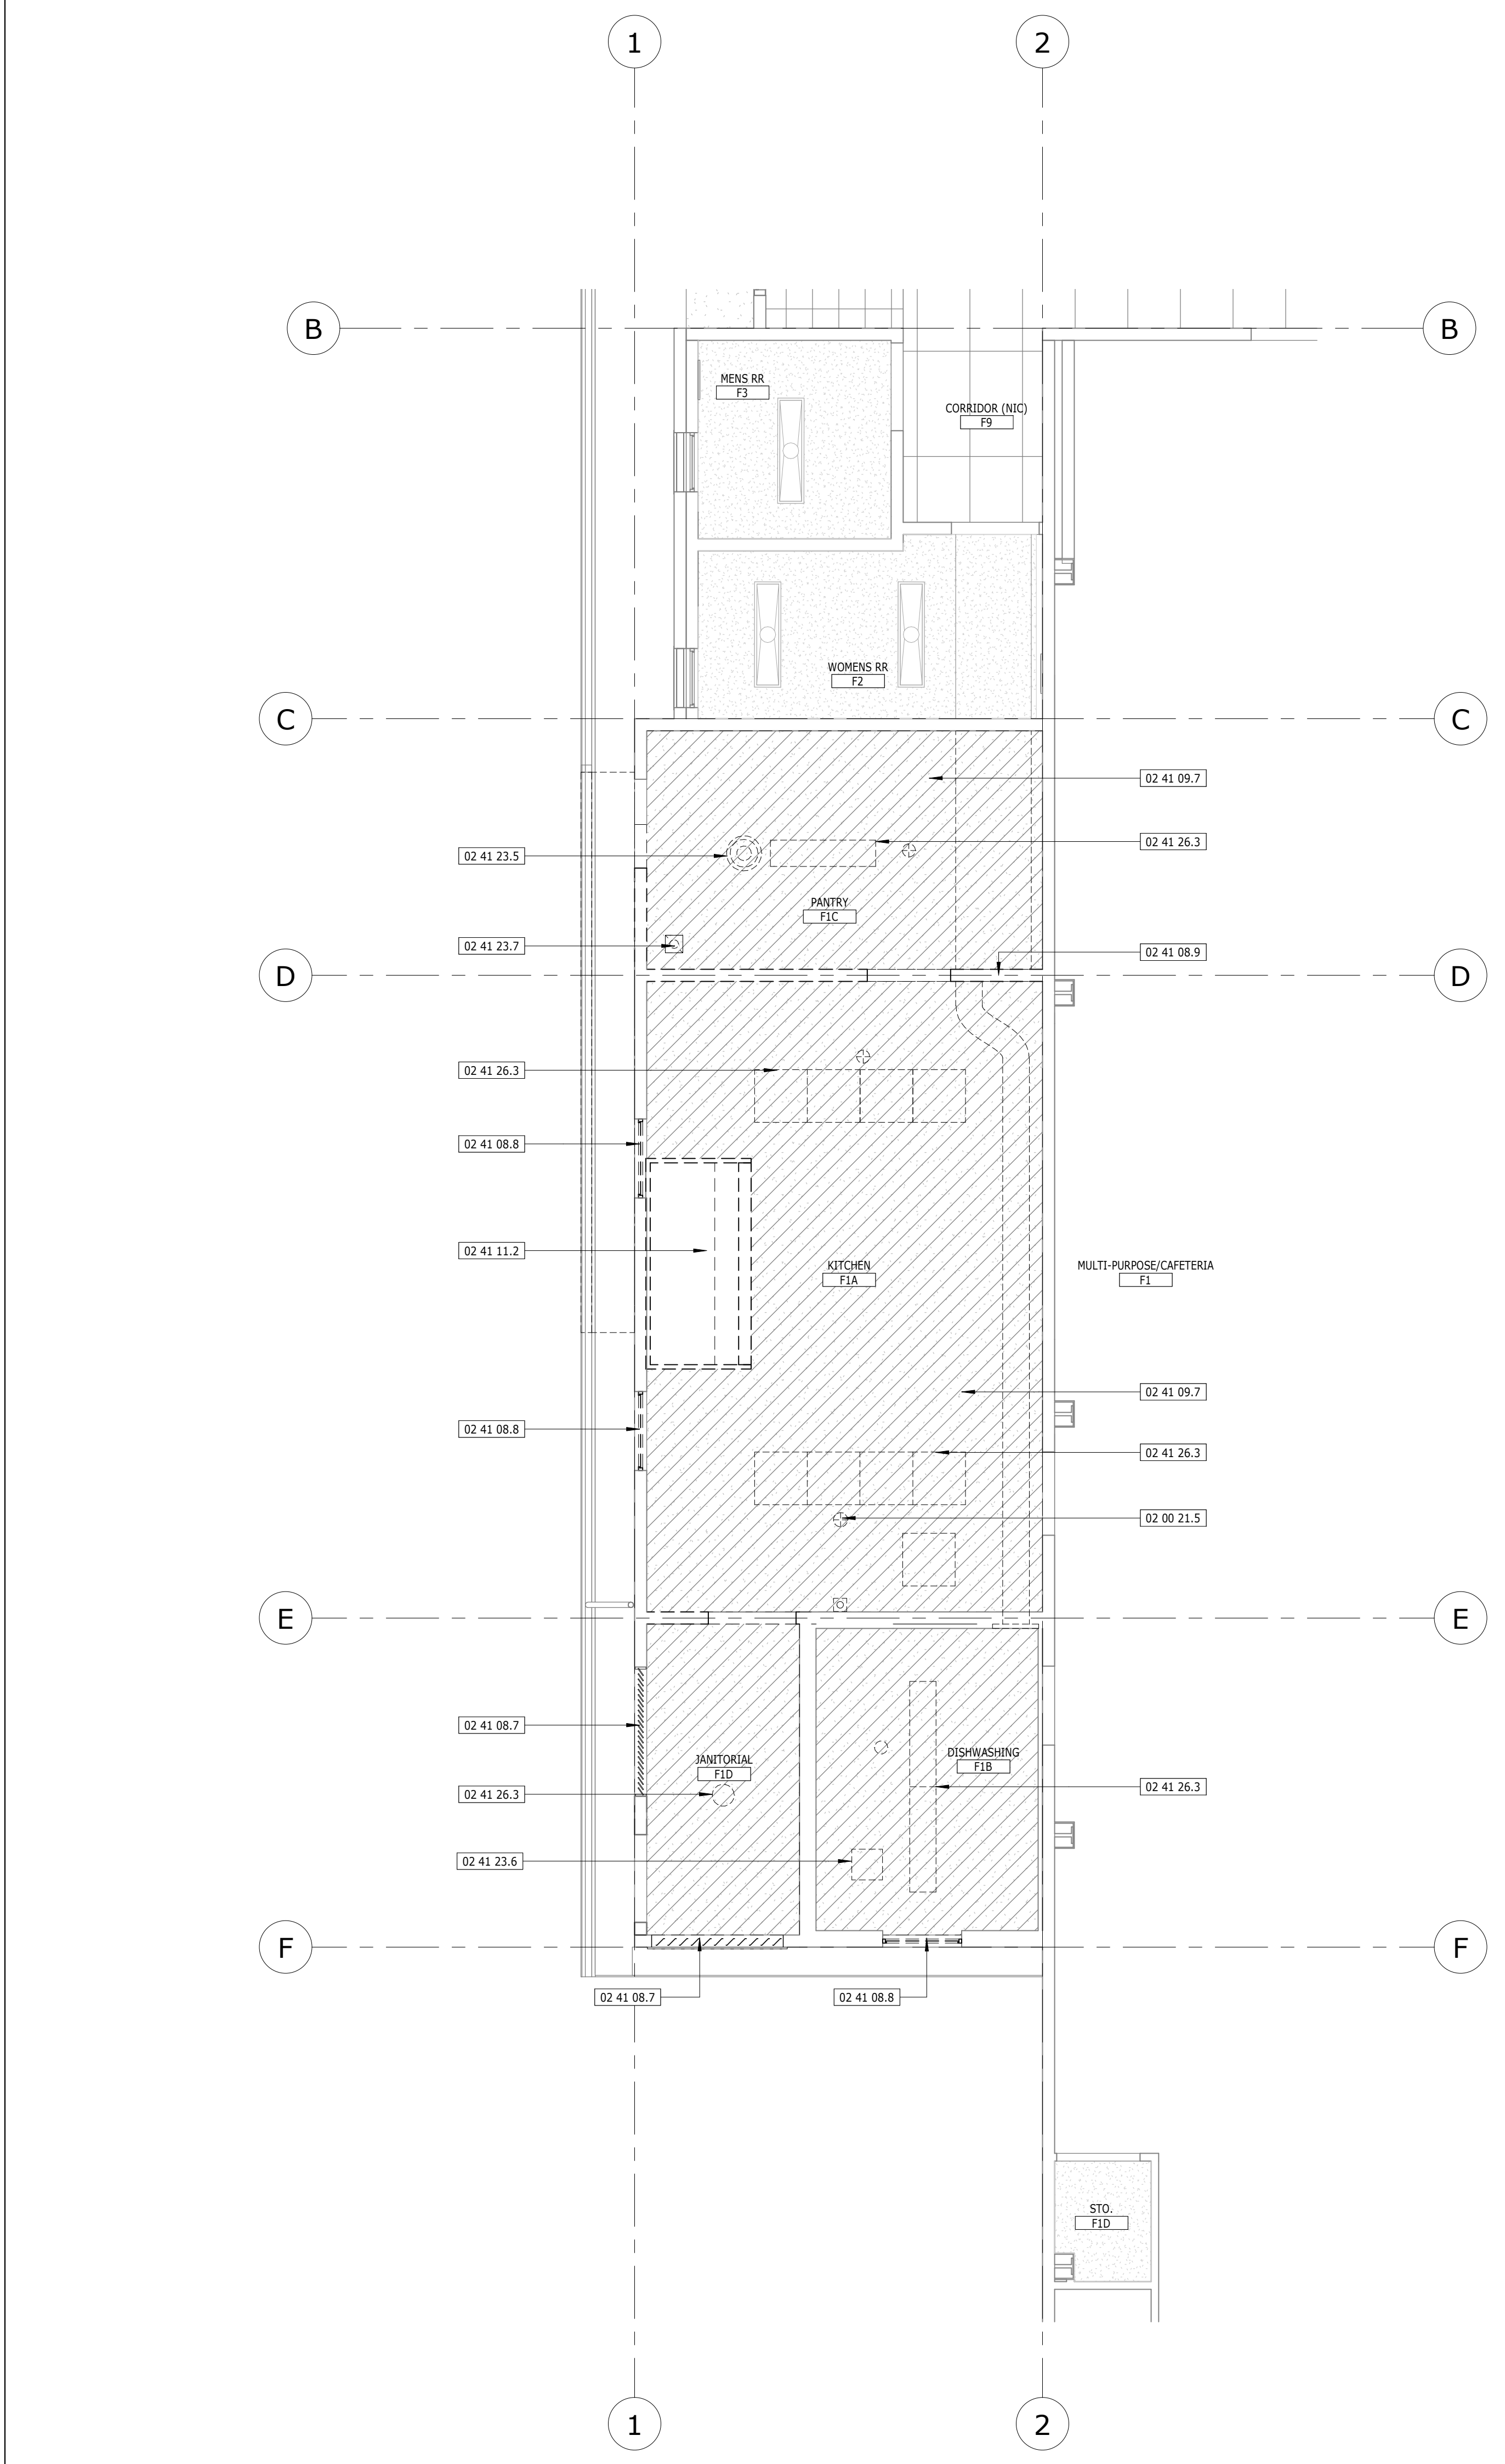 1
2
B
B
MENS RR
F3
CORRIDOR (NIC)
F9
WOMENS RR
F2
C
C
02 41 09.7
02 41 26.3
02 41 23.5
PANTRY
F1C
02 41 23.7
02 41 08.9
D
D
02 41 26.3
02 41 08.8
02 41 11.2
KITCHEN
F1A
MULTI-PURPOSE/CAFETERIA
F1
02 41 09.7
02 41 08.8
02 41 26.3
02 00 21.5
E
E
02 41 08.7
JANITORIAL
F1D
DISHWASHING
F1B
02 41 26.3
02 41 26.3
02 41 23.6
F
F
02 41 08.7
02 41 08.8
STO.
F1D
1
2